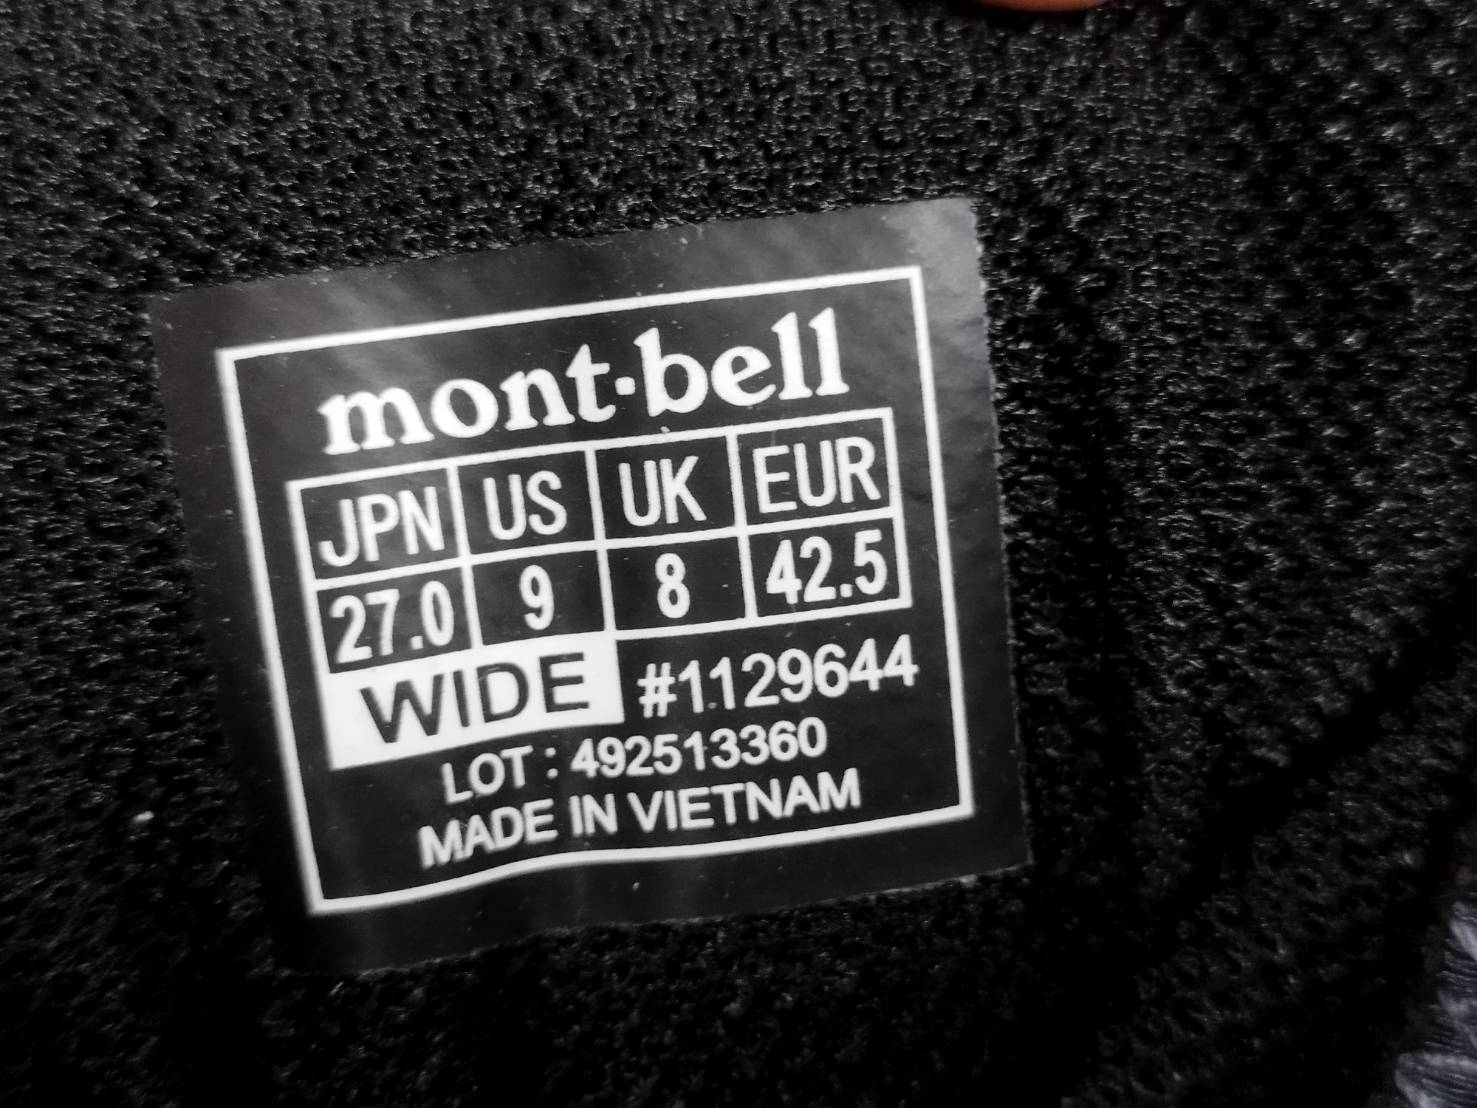 mont·bell
JPN US UK EUR
27.0 9 8 42.5
WIDE #1129644
LOT : 492513360
MADE IN VIETNAM